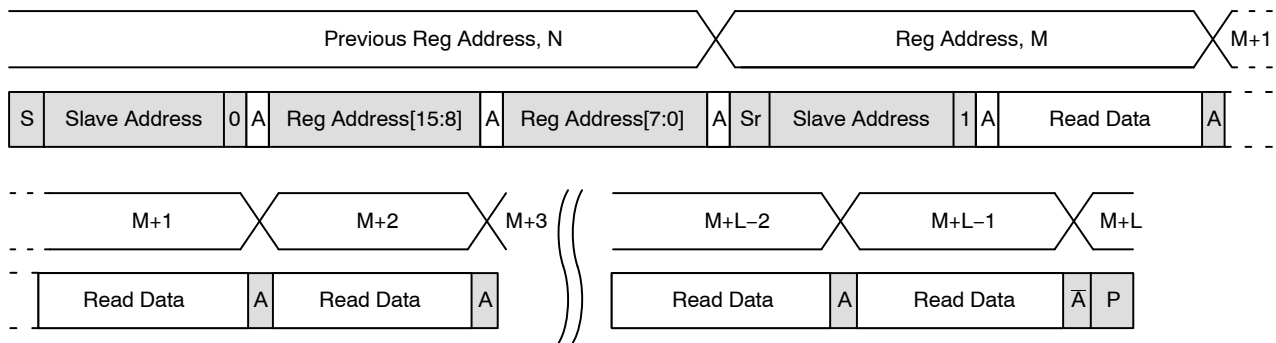 Previous Reg Address, N Reg Address, M M+1
S Slave Address 0 A Reg Address[15:8] A Reg Address[7:0] A Sr Slave Address 1 A Read Data A
M+1 M+2 M+3 M+L−2 M+L−1 M+L
Read Data A Read Data A Read Data A Read Data A̅ P